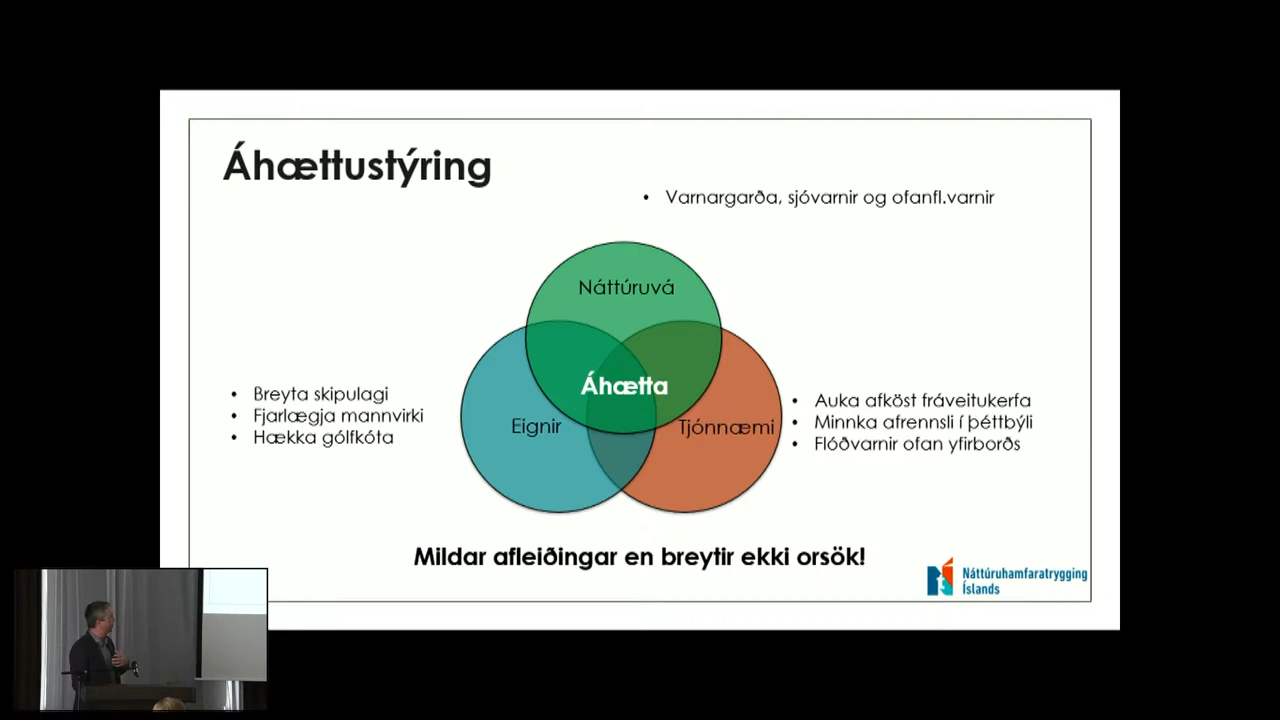 Áhættustýring
• Varnargarða, sjóvarnir og ofanfl.varnir
Náttúruvá
Áhætta
Eignir
Tjónnæmi
• Breyta skipulagi
• Fjarlægja mannvirki
• Hækka gólfkóta
• Auka afköst fráveitukerfa
• Minnka afrennsli í þéttbýli
• Flóðvarnir ofan yfirborðs
Mildar afleiðingar en breytir ekki orsök!
Náttúruhamfaratrygging
Íslands